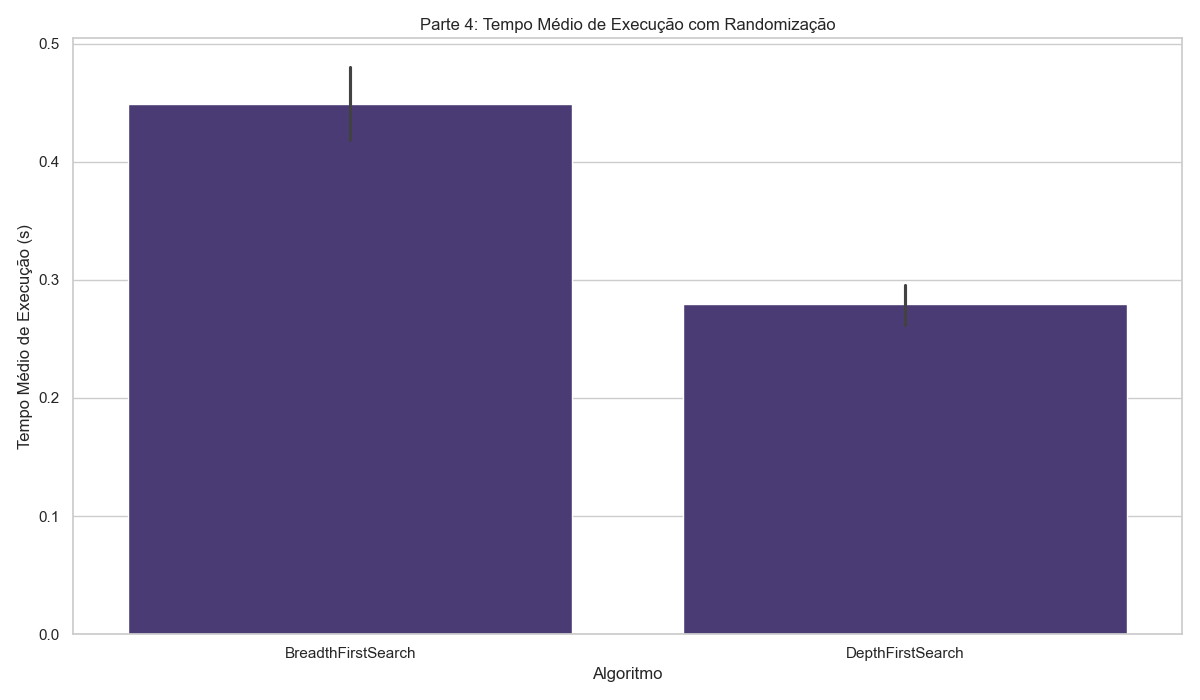 Parte 4: Tempo Médio de Execução com Randomização
Tempo Médio de Execução (s)
0.5
0.4
0.3
0.2
0.1
0.0
BreadthFirstSearch
DepthFirstSearch
Algoritmo